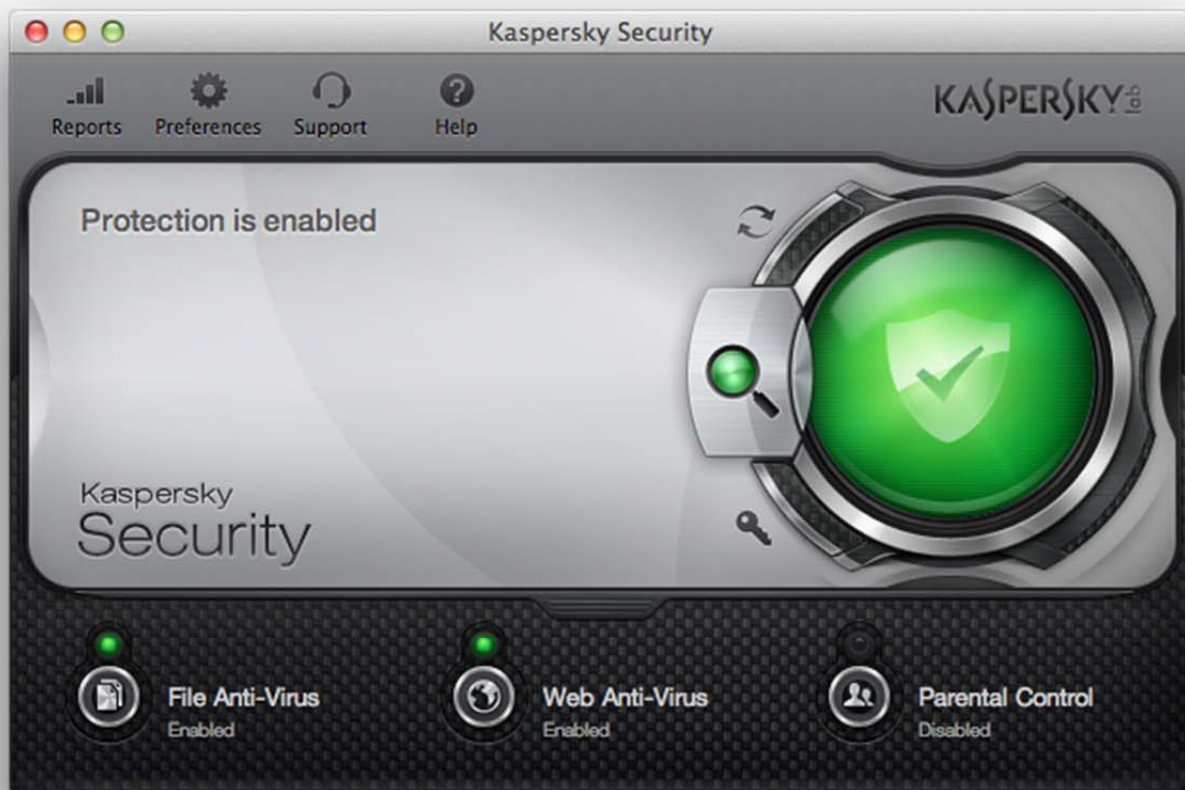 Kaspersky Security
Reports Preferences Support Help
KASPERSKY lab
Protection is enabled
Kaspersky
Security
File Anti-Virus
Enabled
Web Anti-Virus
Enabled
Parental Control
Disabled